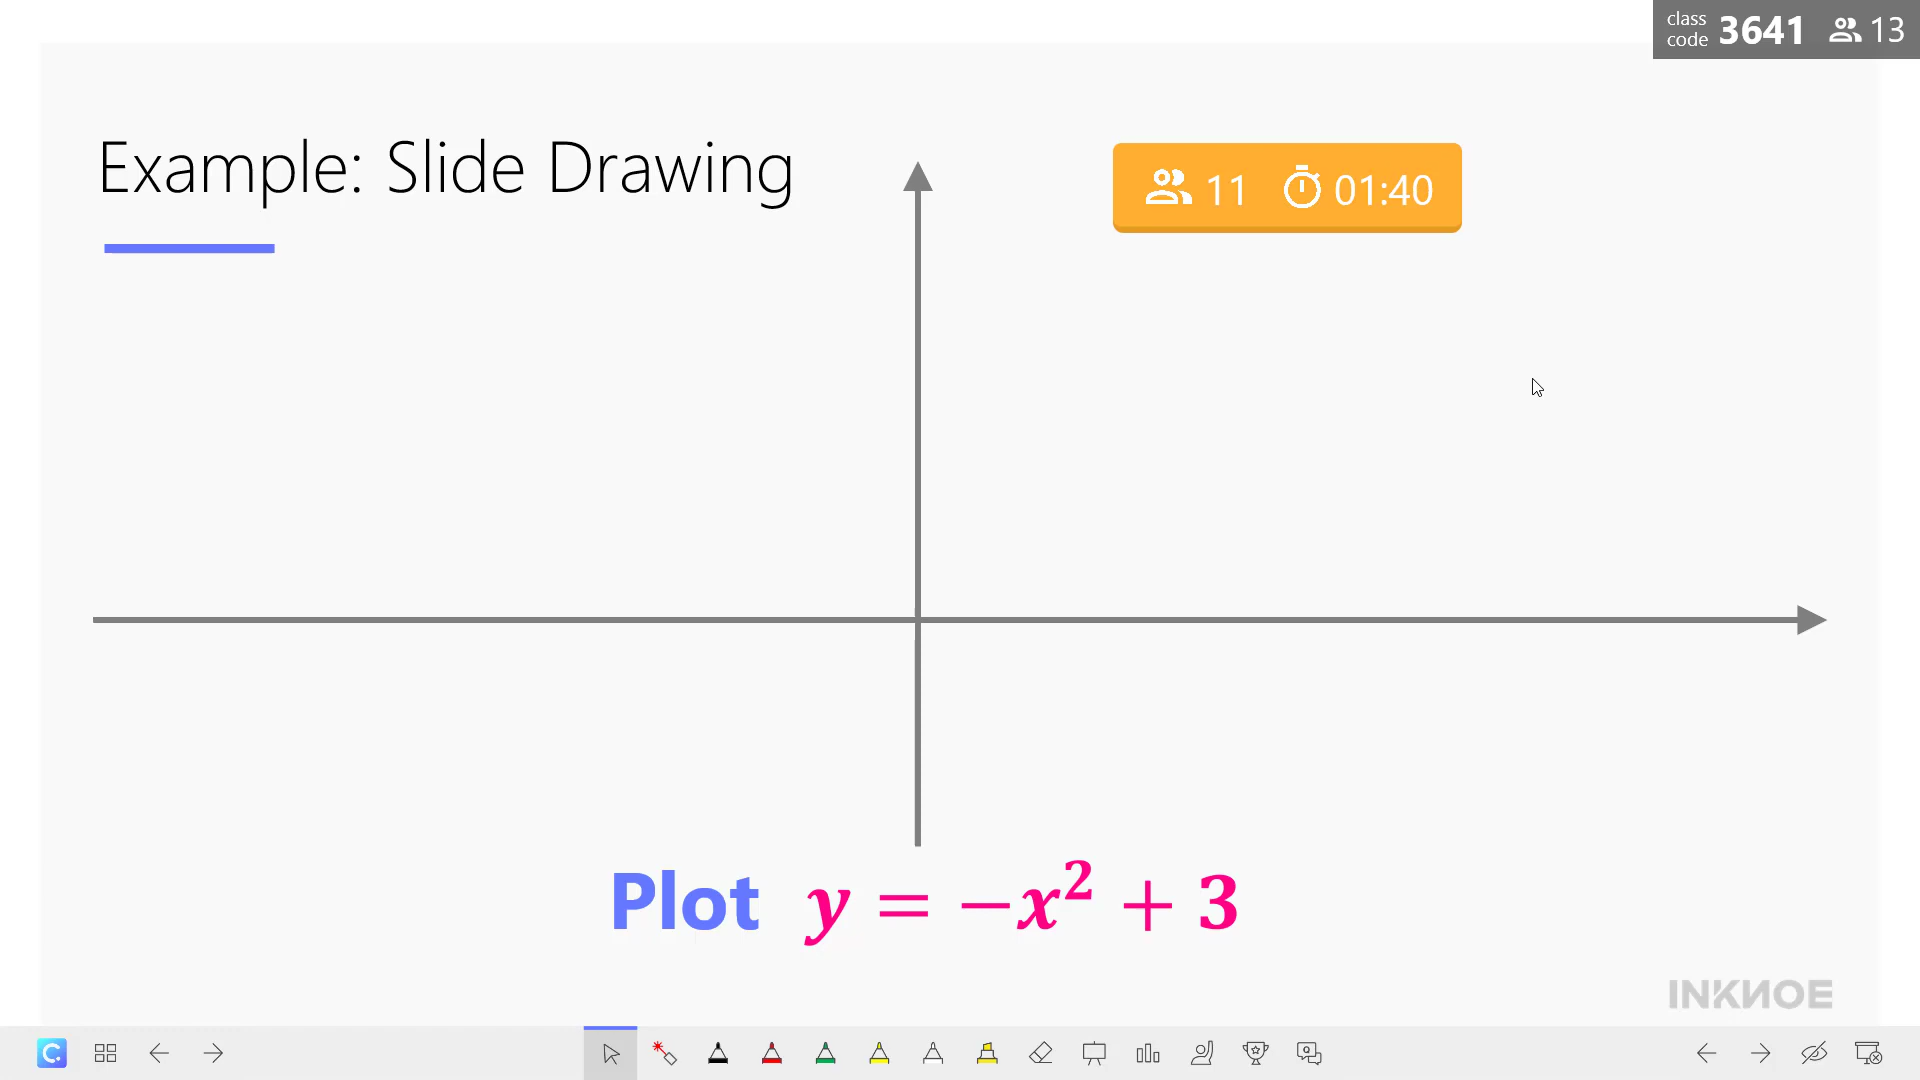 class code 3641 13
Example: Slide Drawing
11 01:40
Plot y = −x² + 3
INKNOE